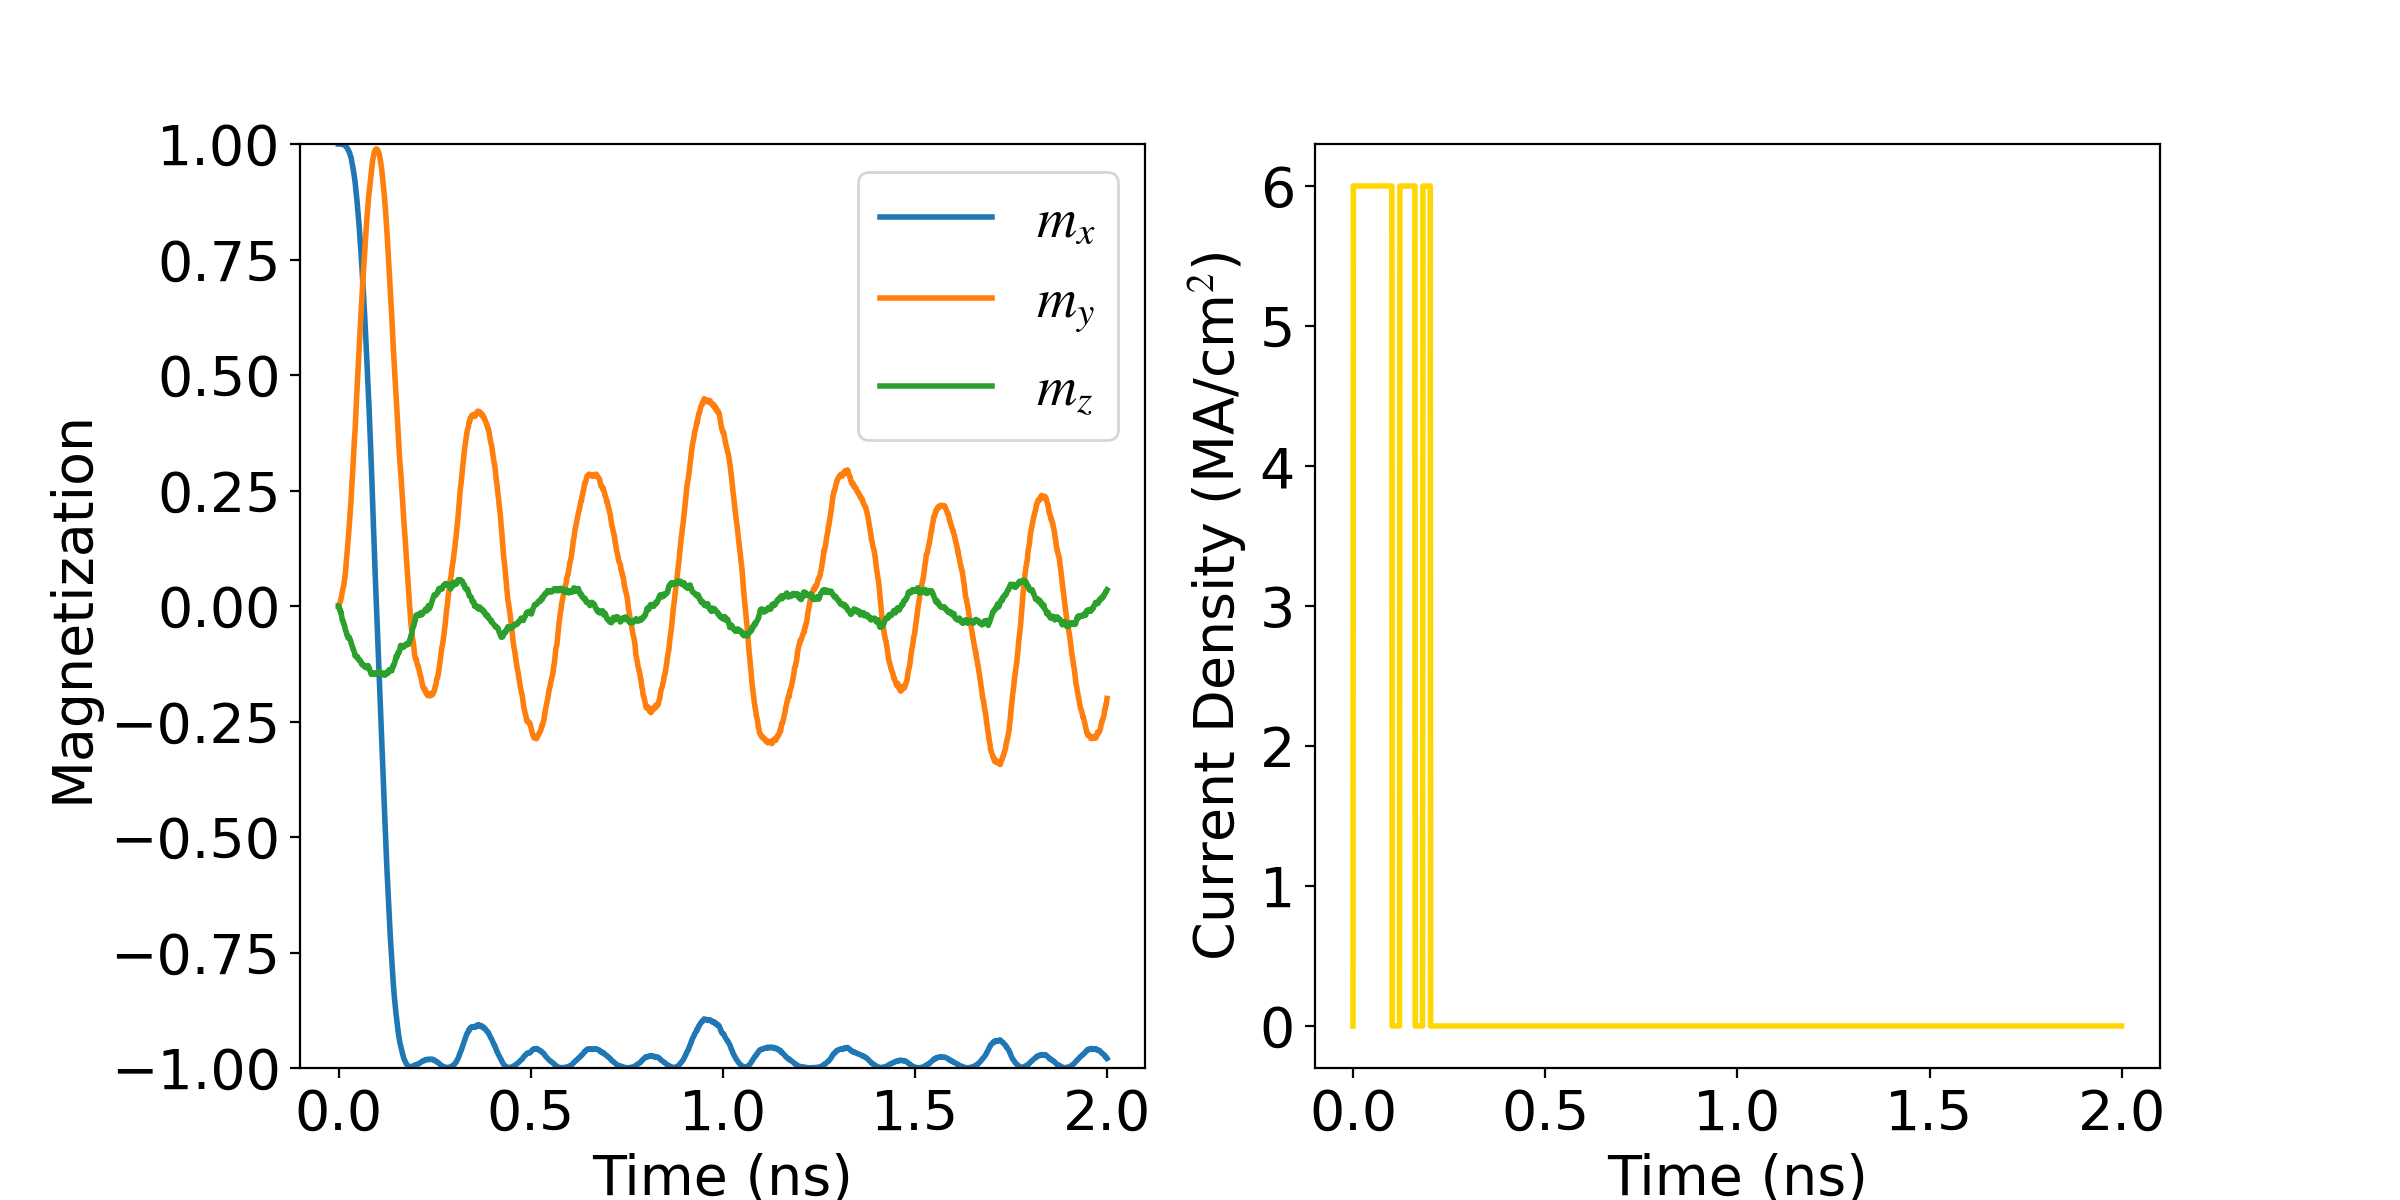 Magnetization
1.00
0.75
0.50
0.25
0.00
−0.25
−0.50
−0.75
−1.00
0.0 0.5 1.0 1.5 2.0
Time (ns)
m_x
m_y
m_z
Current Density (MA/cm²)
6
5
4
3
2
1
0
0.0 0.5 1.0 1.5 2.0
Time (ns)